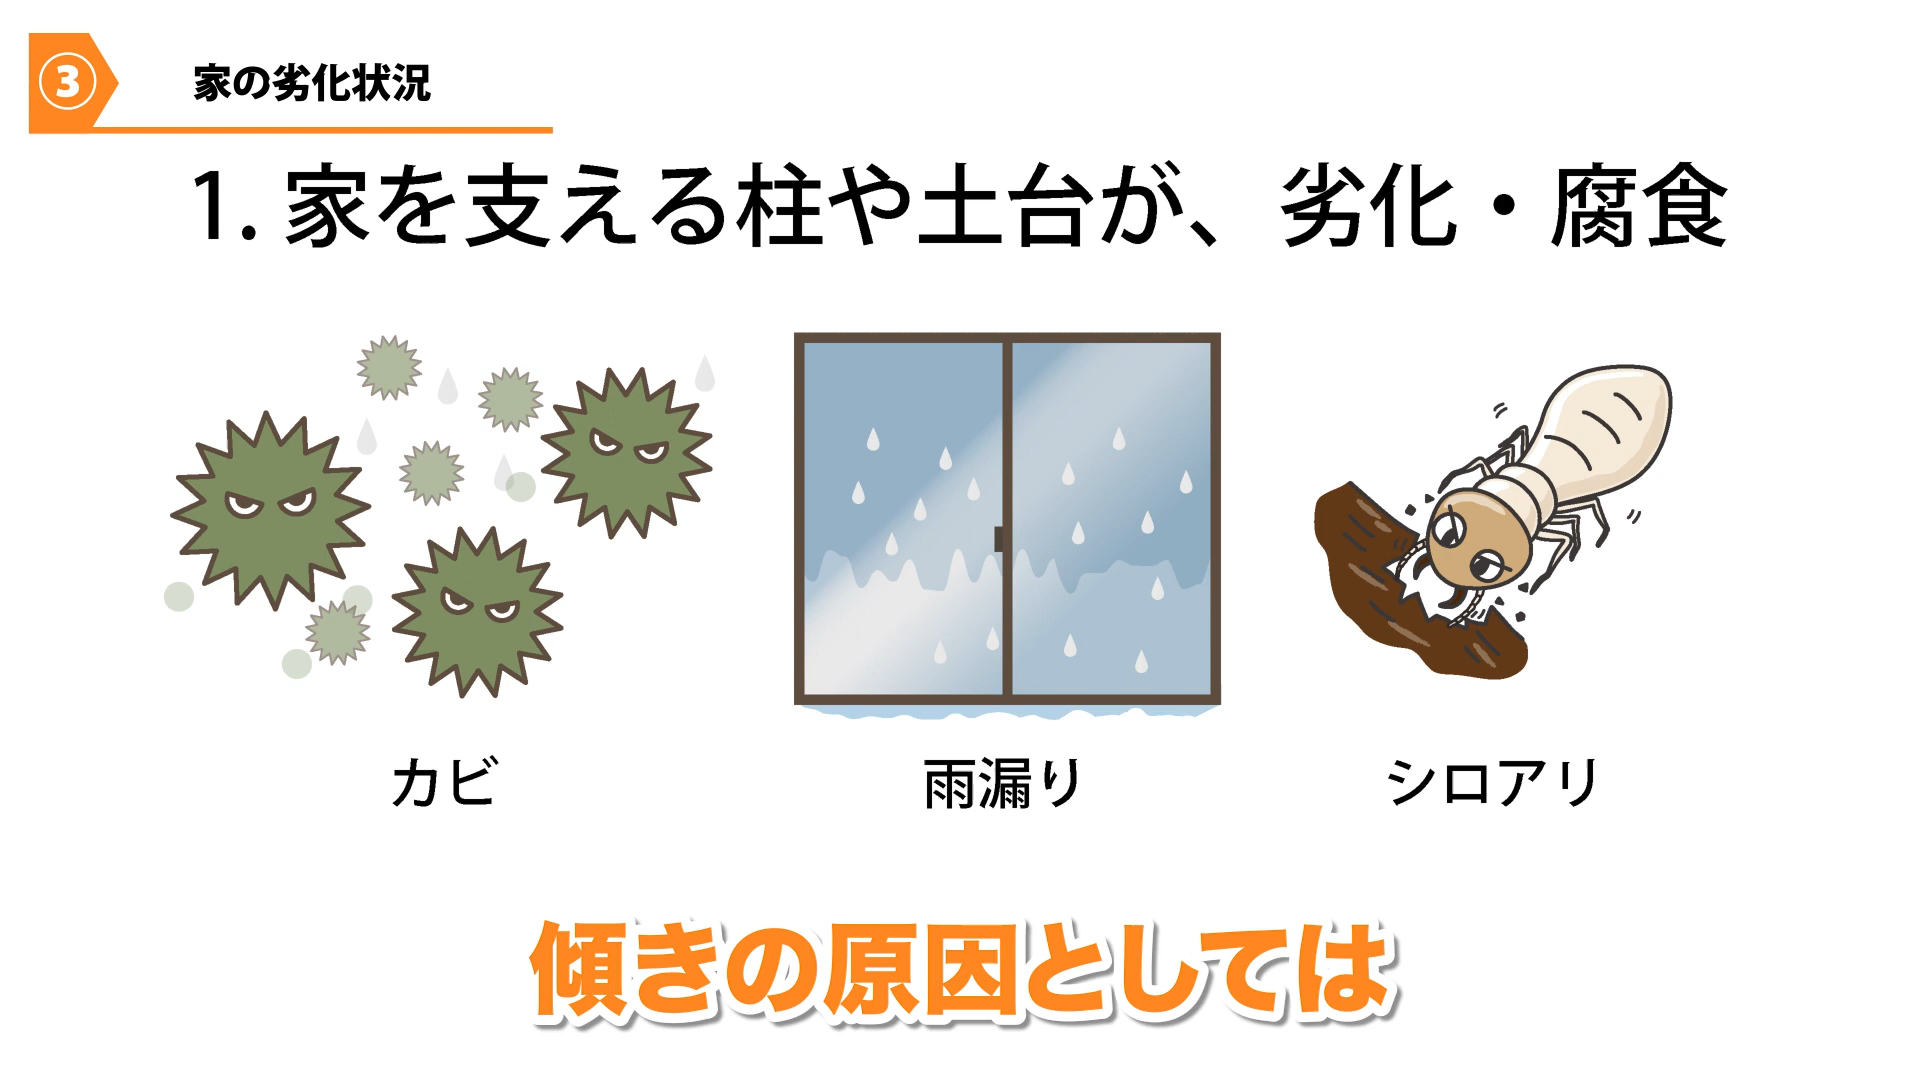 ③ 家の劣化状況
1. 家を支える柱や土台が、劣化・腐食
カビ 雨漏り シロアリ
傾きの原因としては